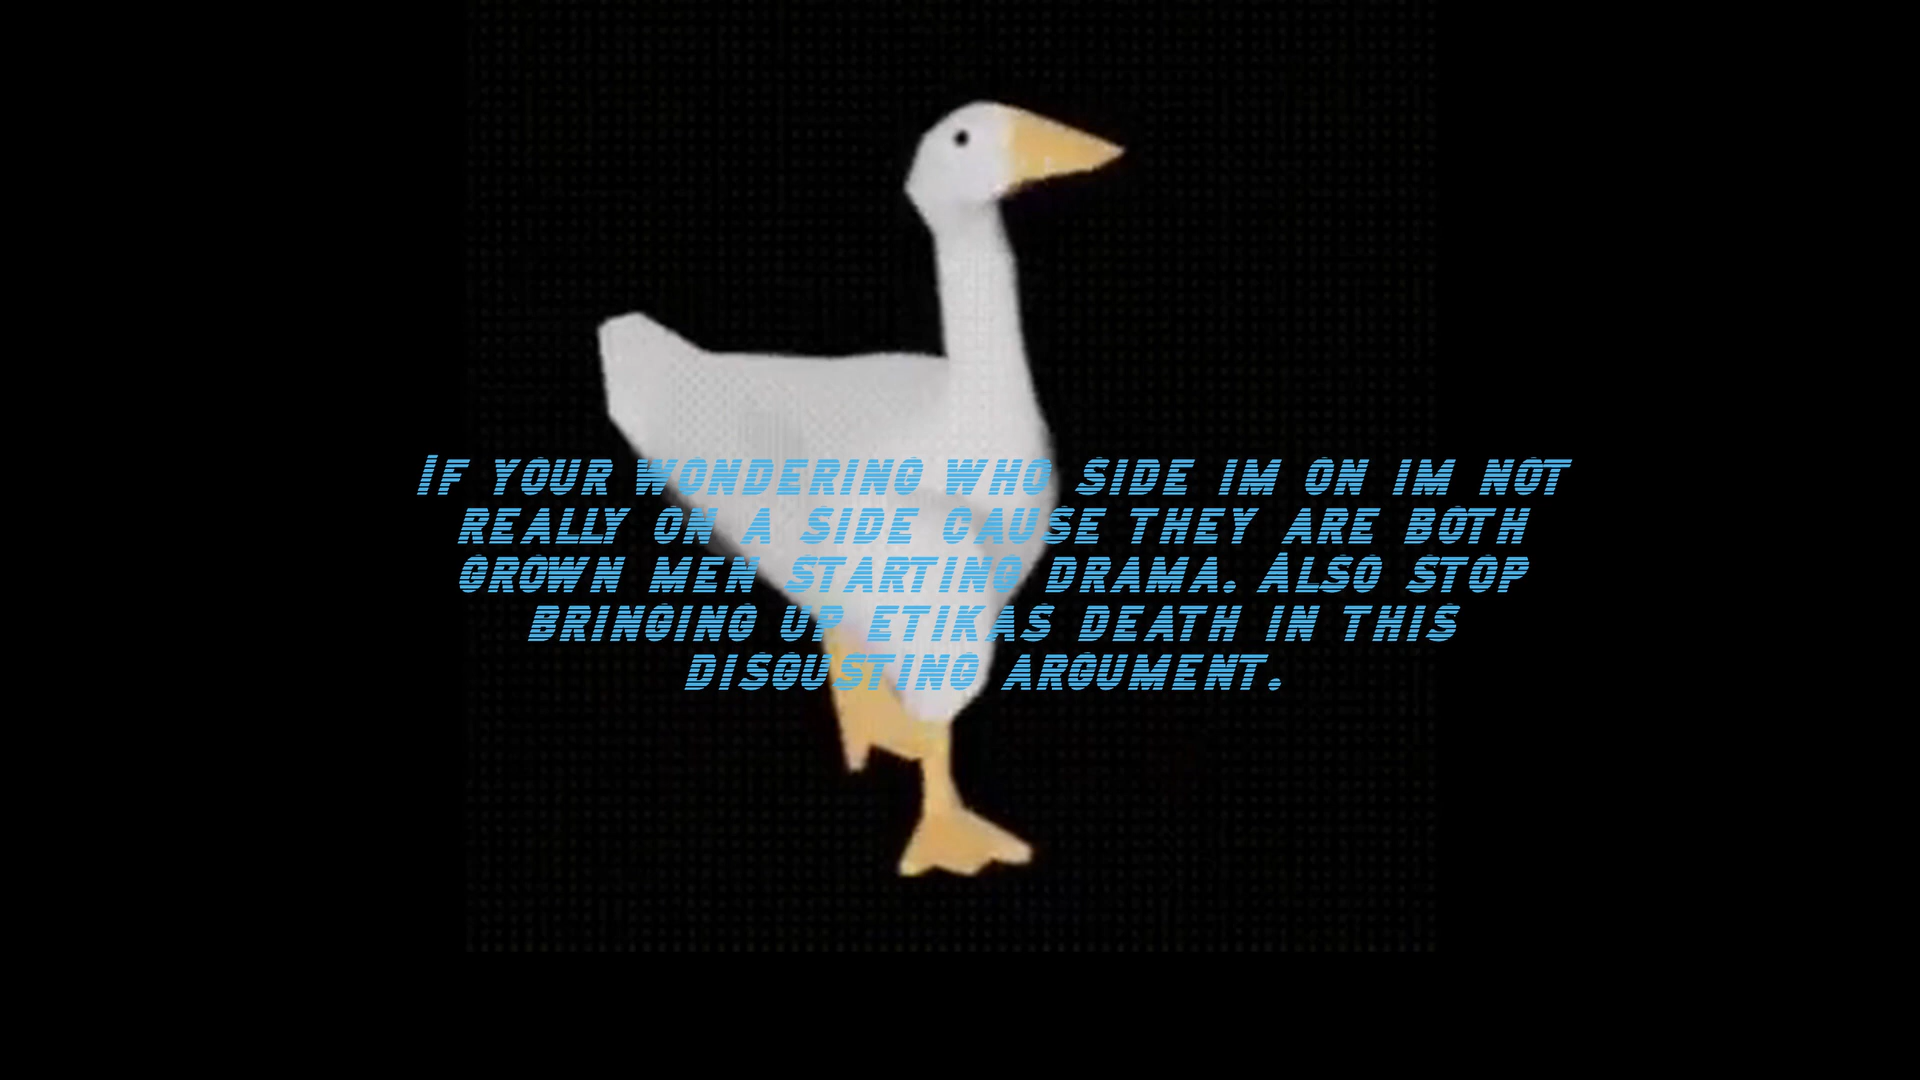 If your wondering who side im on im not
really on a side cause they are both
grown men starting drama. Also stop
bringing up etikas death in this
disgusting argument.